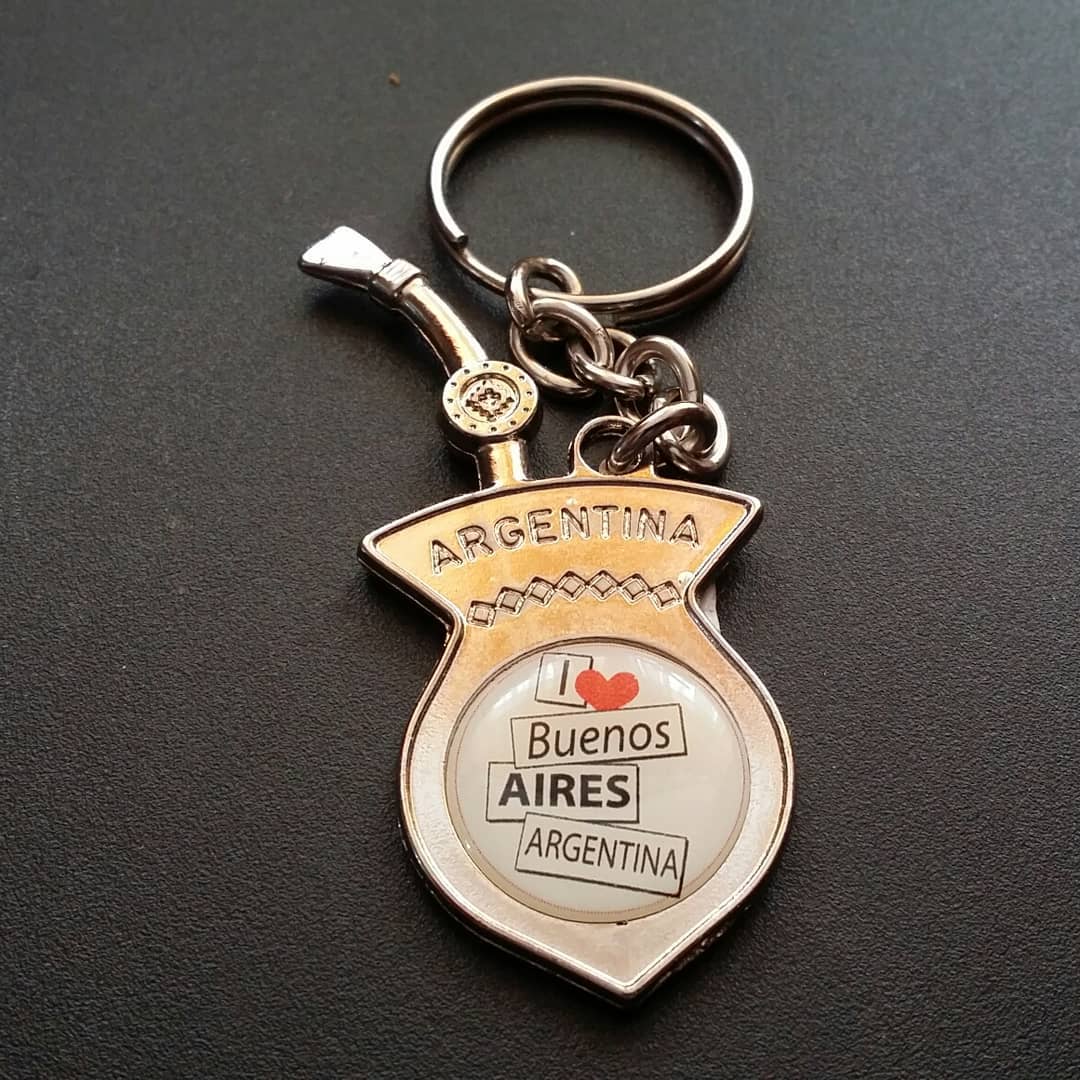 ARGENTINA
I ❤
Buenos
AIRES
ARGENTINA